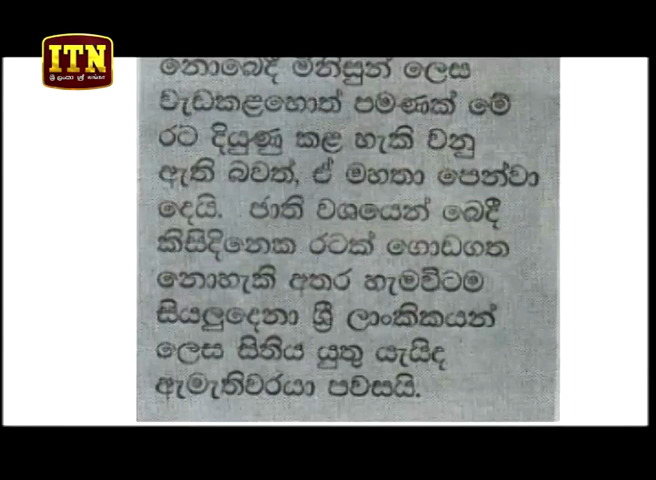 ITN
ශ්‍රී ලංකා ශ්‍රී லங்கா
නොබෙදී මිනිසුන් ලෙස
වැඩකළහොත් පමණක් මේ
රට දියුණු කළ හැකි වනු
ඇති බවත්, ඒ මහතා පෙන්වා
දෙයි. ජාති වශයෙන් බෙදී
කිසිදිනෙක රටක් ගොඩගත
නොහැකි අතර හැමවිටම
සියලුදෙනා ශ්‍රී ලාංකිකයන්
ලෙස සිතිය යුතු යැයිද
ඇමැතිවරයා පවසයි.